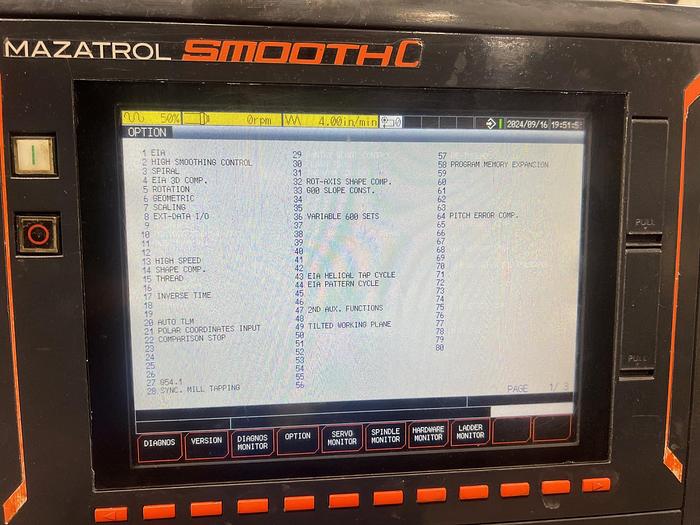 MAZATROL SMOOTH C
50% 0rpm 4.00in/min 0 2024/09/16 19:51:5
OPTION
1 EIA
2 HIGH SMOOTHING CONTROL
3 SPIRAL
4 EIA 3D COMP.
5 ROTATION
6 GEOMETRIC
7 SCALING
8 EXT-DATA I/O
9
10
11
12
13 HIGH SPEED
14 SHAPE COMP.
15 THREAD
16
17 INVERSE TIME
18
19
20 AUTO TLM
21 POLAR COORDINATES INPUT
22 COMPARISON STOP
23
24
25
26
27 G54.1
28 SYNC. MILL TAPPING
29
30
31
32 ROT-AXIS SHAPE COMP.
33 G00 SLOPE CONST.
34
35
36 VARIABLE 600 SETS
37
38
39
40
41
42
43 EIA HELICAL TAP CYCLE
44 EIA PATTERN CYCLE
45
46
47 2ND AUX. FUNCTIONS
48
49 TILTED WORKING PLANE
50
51
52
53
54
55
56
57
58 PROGRAM MEMORY EXPANSION
59
60
61
62
63
64 PITCH ERROR COMP.
65
66
67
68
69
70
71
72
73
74
75
76
77
78
79
80
PAGE 1/ 3
DIAGNOS
VERSION
DIAGNOS
MONITOR
OPTION
SERVO
MONITOR
SPINDLE
MONITOR
HARDWARE
MONITOR
LADDER
MONITOR
PULL
PULL